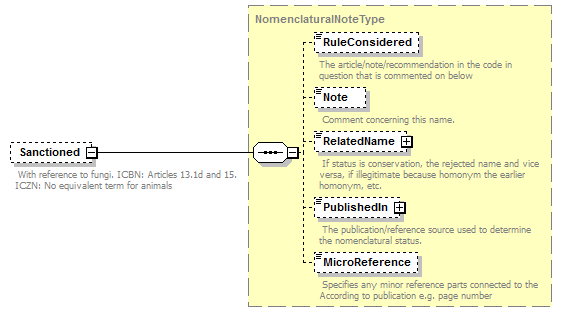 NomenclaturalNoteType
RuleConsidered
The article/note/recommendation in the code in
question that is commented on below
Note
Comment concerning this name.
RelatedName
If status is conservation, the rejected name and vice
versa, if illegitimate because homonym the earlier
homonym, etc.
Sanctioned
With reference to fungi. ICBN: Articles 13.1d and 15.
ICZN: No equivalent term for animals
PublishedIn
The publication/reference source used to determine
the nomenclatural status.
MicroReference
Specifies any minor reference parts connected to the
According to publication e.g. page number